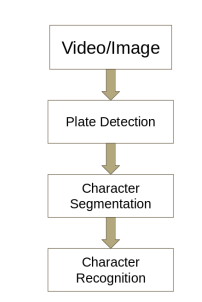 Video/Image
Plate Detection
Character
Segmentation
Character
Recognition